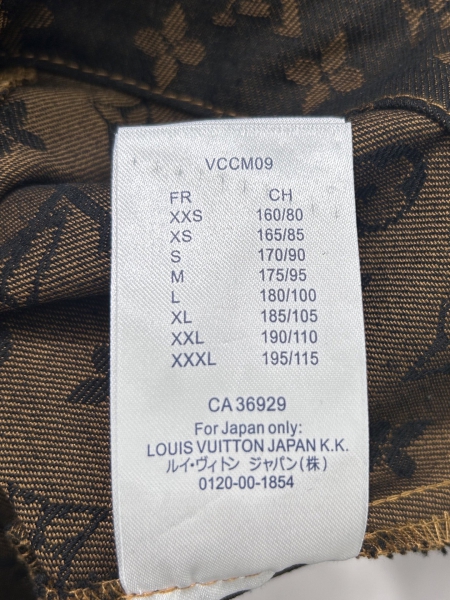 VCCM09
FR CH
XXS 160/80
XS 165/85
S 170/90
M 175/95
L 180/100
XL 185/105
XXL 190/110
XXXL 195/115
CA 36929
For Japan only:
LOUIS VUITTON JAPAN K.K.
ルイ・ヴィトン ジャパン(株)
0120-00-1854